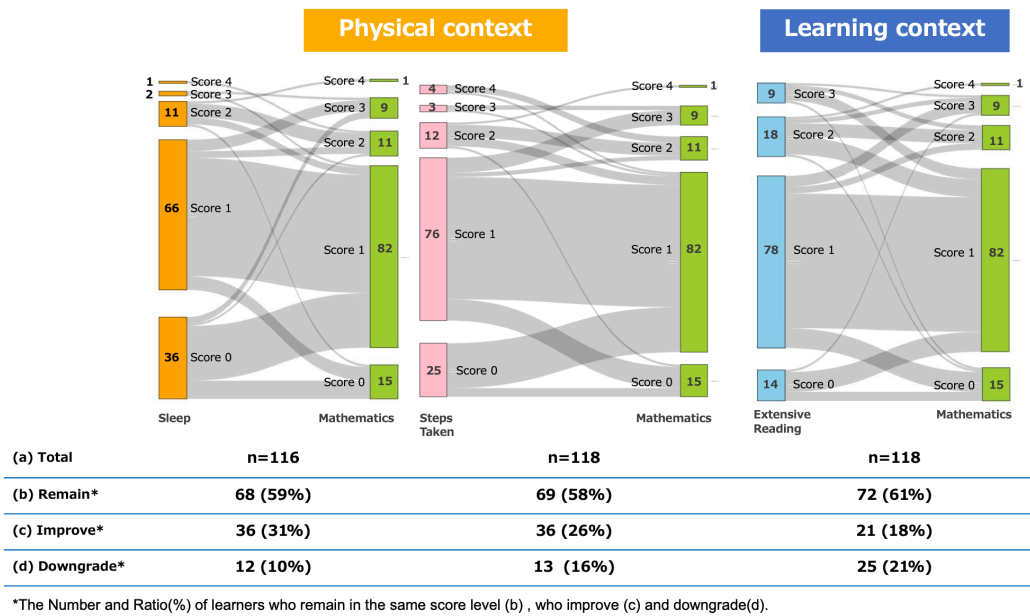 Physical context
Learning context
1 Score 4
2 Score 3
11 Score 2
66 Score 1
36 Score 0
Sleep
Score 4 1
Score 3 9
Score 2 11
Score 1 82
Score 0 15
Mathematics
4 Score 4
3 Score 3
12 Score 2
76 Score 1
25 Score 0
Steps
Taken
Score 4 1
Score 3 9
Score 2 11
Score 1 82
Score 0 15
Mathematics
9 Score 3
18 Score 2
78 Score 1
14 Score 0
Extensive
Reading
Score 4 1
Score 3 9
Score 2 11
Score 1 82
Score 0 15
Mathematics
(a) Total n=116 n=118 n=118
(b) Remain* 68 (59%) 69 (58%) 72 (61%)
(c) Improve* 36 (31%) 36 (26%) 21 (18%)
(d) Downgrade* 12 (10%) 13 (16%) 25 (21%)
*The Number and Ratio(%) of learners who remain in the same score level (b) , who improve (c) and downgrade(d).